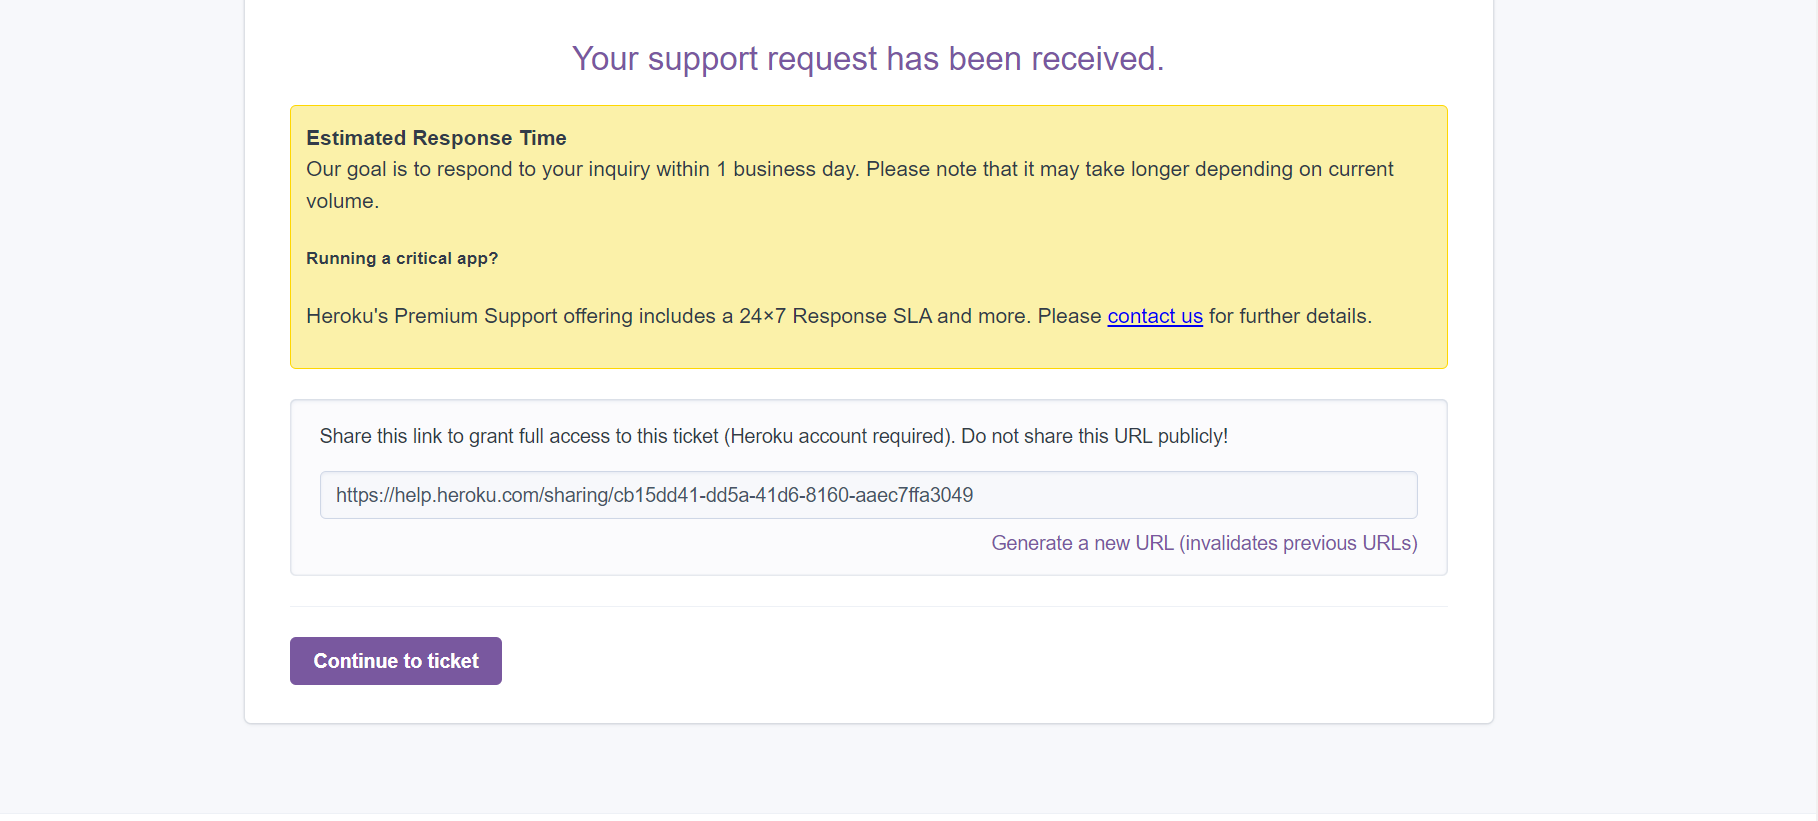 Your support request has been received.
Estimated Response Time
Our goal is to respond to your inquiry within 1 business day. Please note that it may take longer depending on current
volume.
Running a critical app?
Heroku's Premium Support offering includes a 24×7 Response SLA and more. Please contact us for further details.
Share this link to grant full access to this ticket (Heroku account required). Do not share this URL publicly!
https://help.heroku.com/sharing/cb15dd41-dd5a-41d6-8160-aaec7ffa3049
Generate a new URL (invalidates previous URLs)
Continue to ticket